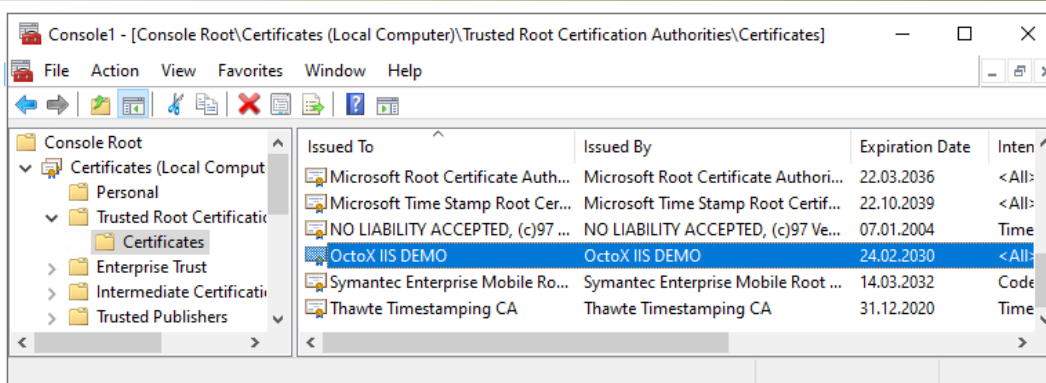 Console1 - [Console Root\Certificates (Local Computer)\Trusted Root Certification Authorities\Certificates]
File Action View Favorites Window Help
Console Root
Certificates (Local Comput
Personal
Trusted Root Certificatic
Certificates
Enterprise Trust
Intermediate Certificati
Trusted Publishers
Issued To Issued By Expiration Date Inten
Microsoft Root Certificate Auth... Microsoft Root Certificate Authori... 22.03.2036 <All>
Microsoft Time Stamp Root Cer... Microsoft Time Stamp Root Certif... 22.10.2039 <All>
NO LIABILITY ACCEPTED, (c)97 ... NO LIABILITY ACCEPTED, (c)97 Ve... 07.01.2004 Time
OctoX IIS DEMO OctoX IIS DEMO 24.02.2030 <All>
Symantec Enterprise Mobile Ro... Symantec Enterprise Mobile Root ... 14.03.2032 Code
Thawte Timestamping CA Thawte Timestamping CA 31.12.2020 Time